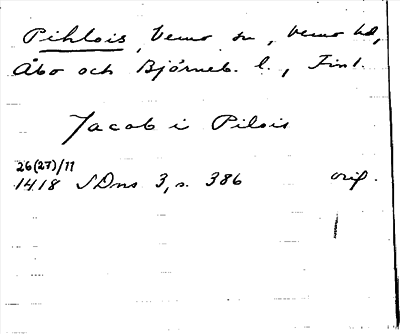 Pihlois, Vemo sn, Vemo hd,
Åbo och Björneb. l., Finl.
Jacob i Pilois
26(27)/11
1418 SDns 3, s. 386 orig.